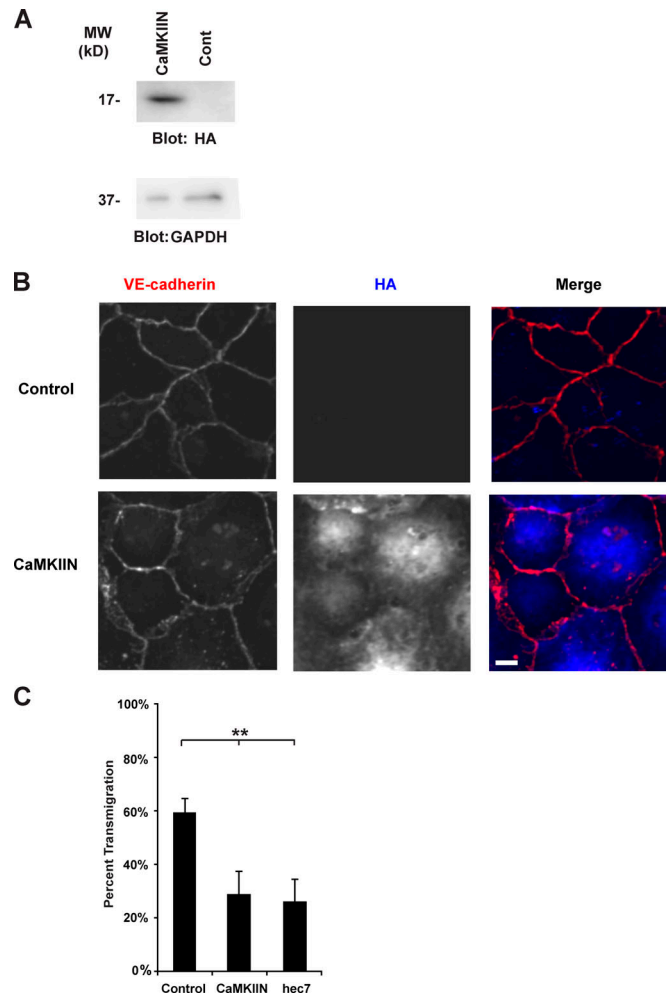 A
MW
(kD)
CaMKIIN
Cont
17-
Blot: HA
37-
Blot:GAPDH
B
VE-cadherin
HA
Merge
Control
CaMKIIN
C
100%
80%
60%
40%
20%
0%
Percent Transmigration
**
Control CaMKIIN hec7